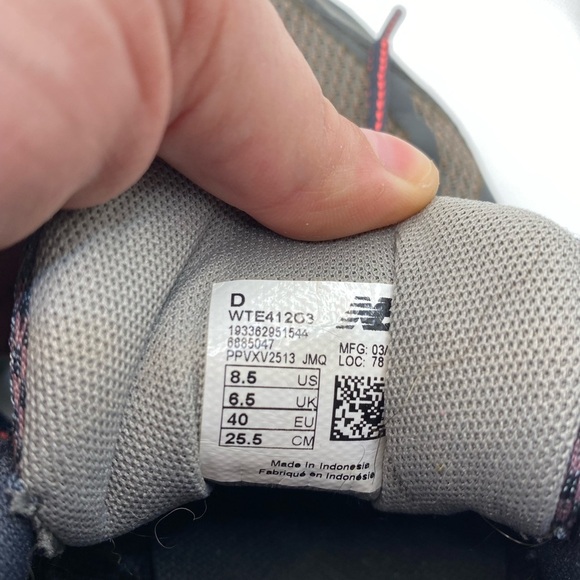 D
WTE412G3
193362951544
6885047
PPVXV2513 JMQ
MFG: 03/
LOC: 78
8.5 US
6.5 UK
40 EU
25.5 CM
Made in Indonesia
Fabriqué en Indonésie